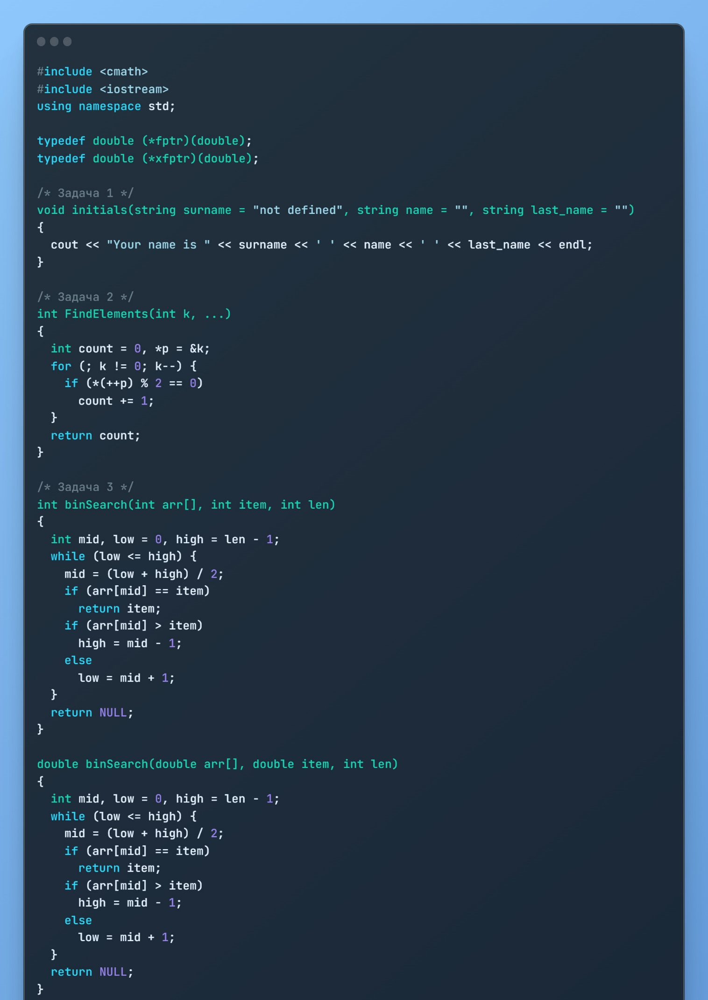 #include <cmath>
#include <iostream>
using namespace std;

typedef double (*fptr)(double);
typedef double (*xfptr)(double);

/* Задача 1 */
void initials(string surname = "not defined", string name = "", string last_name = "")
{
  cout << "Your name is " << surname << ' ' << name << ' ' << last_name << endl;
}

/* Задача 2 */
int FindElements(int k, ...)
{
  int count = 0, *p = &k;
  for (; k != 0; k--) {
    if (*(++p) % 2 == 0)
      count += 1;
  }
  return count;
}

/* Задача 3 */
int binSearch(int arr[], int item, int len)
{
  int mid, low = 0, high = len - 1;
  while (low <= high) {
    mid = (low + high) / 2;
    if (arr[mid] == item)
      return item;
    if (arr[mid] > item)
      high = mid - 1;
    else
      low = mid + 1;
  }
  return NULL;
}

double binSearch(double arr[], double item, int len)
{
  int mid, low = 0, high = len - 1;
  while (low <= high) {
    mid = (low + high) / 2;
    if (arr[mid] == item)
      return item;
    if (arr[mid] > item)
      high = mid - 1;
    else
      low = mid + 1;
  }
  return NULL;
}